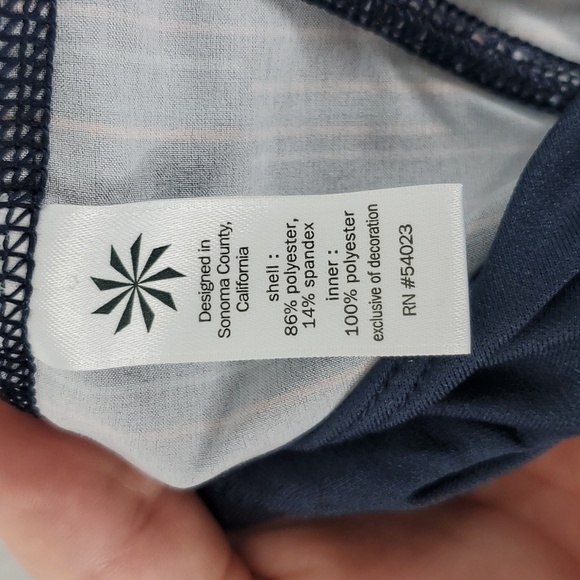 Designed in
Sonoma County,
California
shell :
86% polyester,
14% spandex
inner :
100% polyester
exclusive of decoration
RN #54023